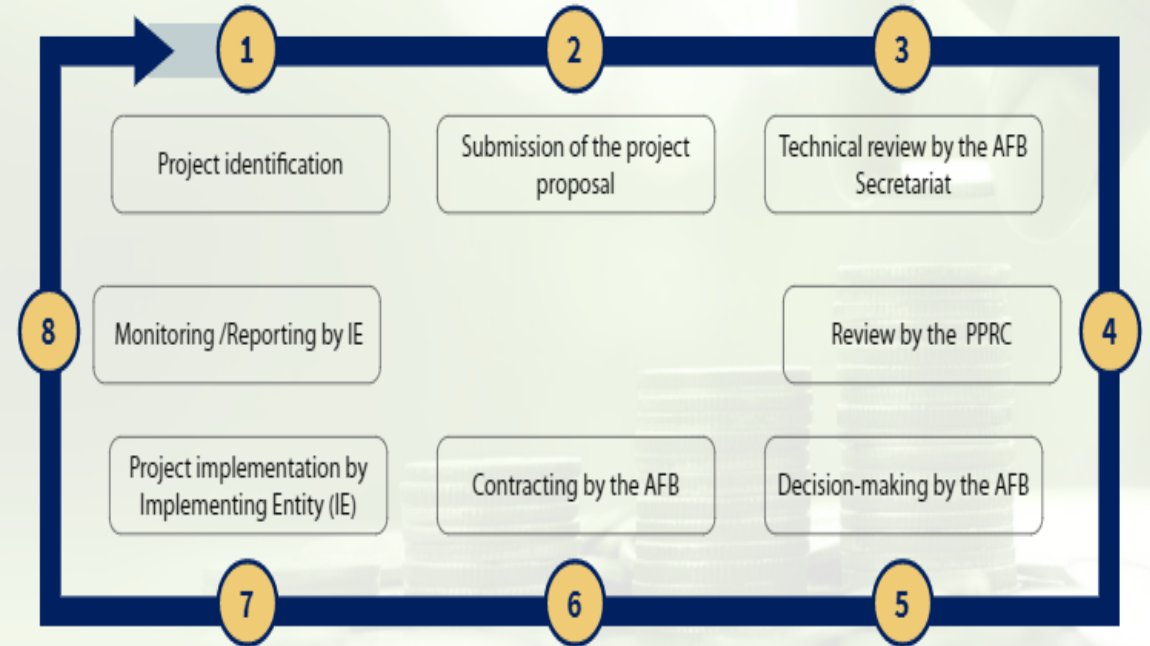 1
2
3
Project identification
Submission of the project
proposal
Technical review by the AFB
Secretariat
8
Monitoring /Reporting by IE
Review by the PPRC
4
Project implementation by
Implementing Entity (IE)
Contracting by the AFB
Decision-making by the AFB
7
6
5